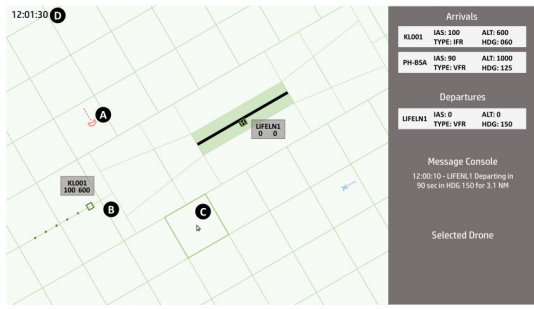 12:01:30 D
A
LIFELN1
0 0
KL001
100 600
B
C
Arrivals
KL001 IAS: 100 ALT: 600
TYPE: IFR HDG: 060
PH-BSA IAS: 90 ALT: 1000
TYPE: VFR HDG: 125
Departures
LIFELN1 IAS: 0 ALT: 0
TYPE: VFR HDG: 150
Message Console
12:00:10 - LIFENL1 Departing in
90 sec in HDG 150 for 3.1 NM
Selected Drone